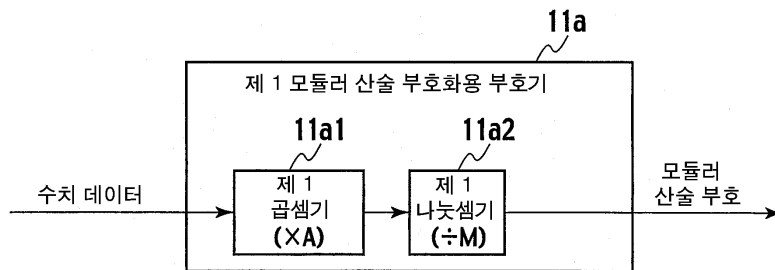 11a
제 1 모듈러 산술 부호화용 부호기
11a1
11a2
수치 데이터
제 1
곱셈기
(×A)
제 1
나눗셈기
(÷M)
모듈러
산술 부호